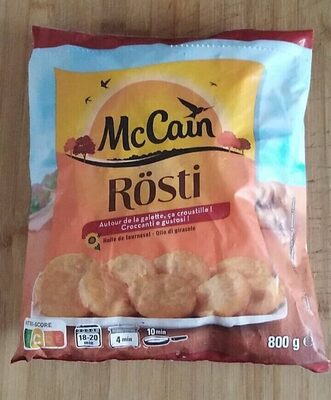 McCain
Rösti
Autour de la galette, ça croustille !
Croccanti e gustosi !
Huile de tournesol - Olio di girasole
10 min
18-20 min
4 min
800 g e